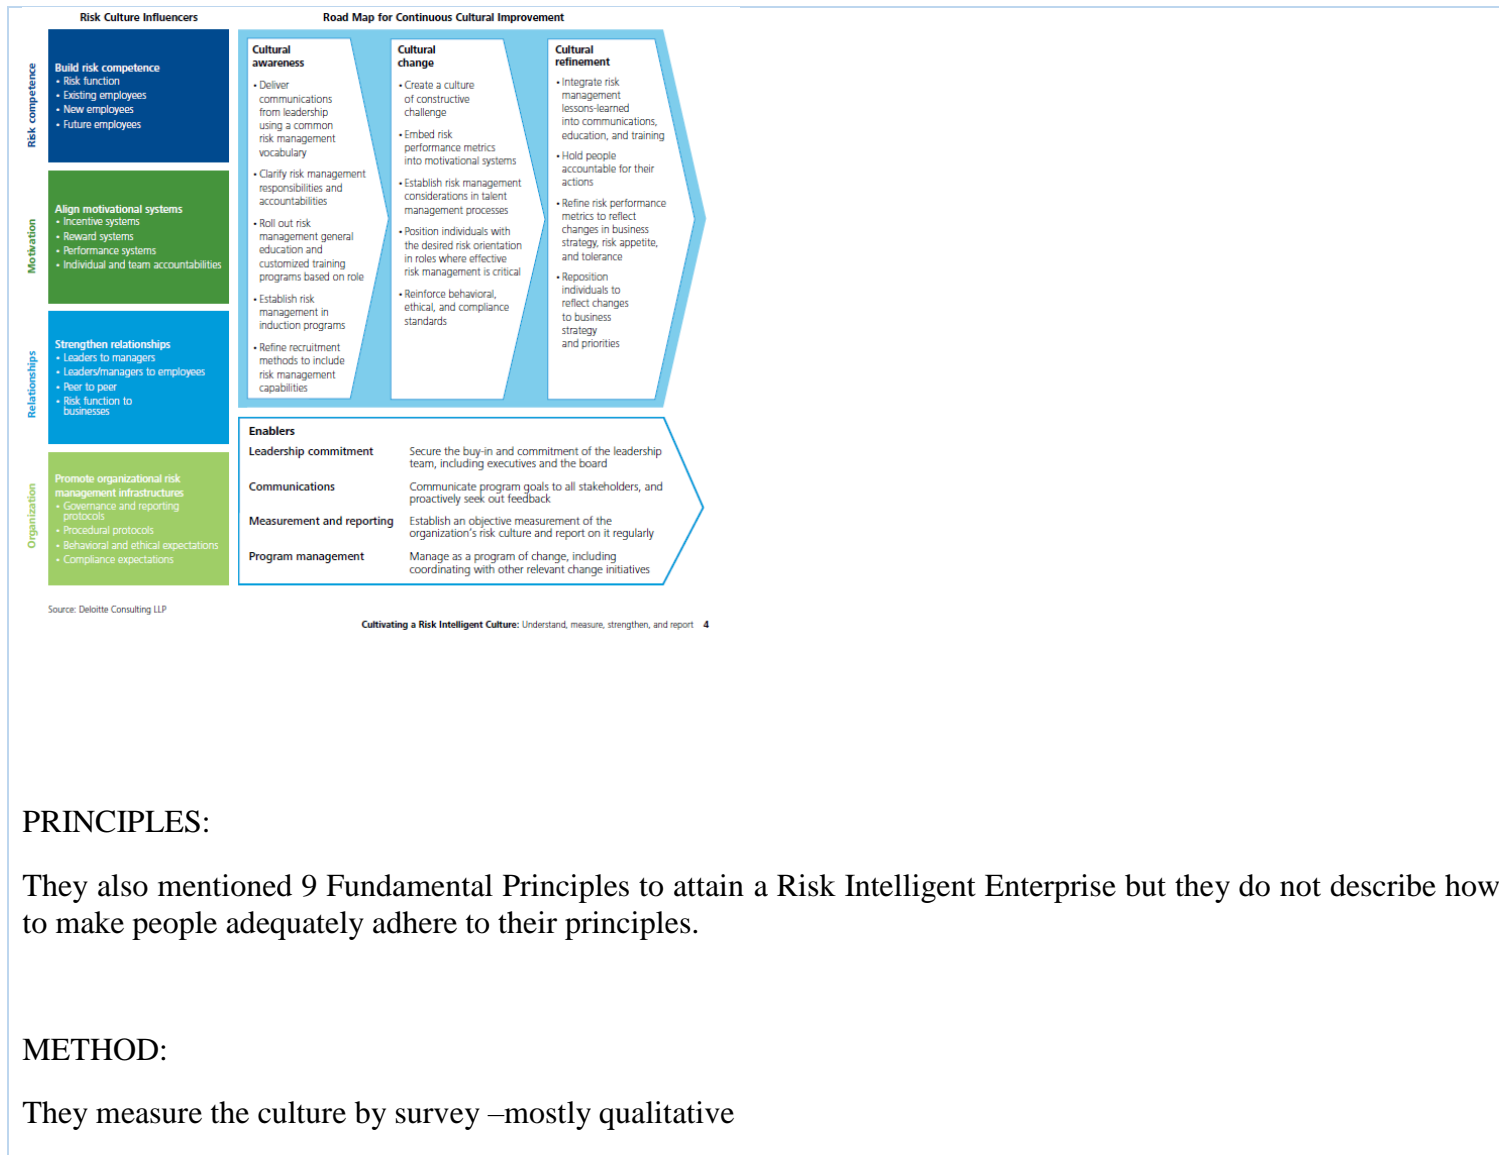 Risk Culture Influencers
Road Map for Continuous Cultural Improvement
Risk competence
Build risk competence
• Risk function
• Existing employees
• New employees
• Future employees
Motivation
Align motivational systems
• Incentive systems
• Reward systems
• Performance systems
• Individual and team accountabilities
Relationships
Strengthen relationships
• Leaders to managers
• Leaders/managers to employees
• Peer to peer
• Risk function to
businesses
Organization
Promote organizational risk
management infrastructures
• Governance and reporting
protocols
• Procedural protocols
• Behavioral and ethical expectations
• Compliance expectations
Cultural
awareness
• Deliver
communications
from leadership
using a common
risk management
vocabulary
• Clarify risk management
responsibilities and
accountabilities
• Roll out risk
management general
education and
customized training
programs based on role
• Establish risk
management in
induction programs
• Refine recruitment
methods to include
risk management
capabilities
Cultural
change
• Create a culture
of constructive
challenge
• Embed risk
performance metrics
into motivational systems
• Establish risk management
considerations in talent
management processes
• Position individuals with
the desired risk orientation
in roles where effective
risk management is critical
• Reinforce behavioral,
ethical, and compliance
standards
Cultural
refinement
• Integrate risk
management
lessons-learned
into communications,
education, and training
• Hold people
accountable for their
actions
• Refine risk performance
metrics to reflect
changes in business
strategy, risk appetite,
and tolerance
• Reposition
individuals to
reflect changes
to business
strategy
and priorities
Enablers
Leadership commitment
Secure the buy-in and commitment of the leadership
team, including executives and the board
Communications
Communicate program goals to all stakeholders, and
proactively seek out feedback
Measurement and reporting
Establish an objective measurement of the
organization's risk culture and report on it regularly
Program management
Manage as a program of change, including
coordinating with other relevant change initiatives
Source: Deloitte Consulting LLP
Cultivating a Risk Intelligent Culture: Understand, measure, strengthen, and report 4
PRINCIPLES:
They also mentioned 9 Fundamental Principles to attain a Risk Intelligent Enterprise but they do not describe how
to make people adequately adhere to their principles.
METHOD:
They measure the culture by survey –mostly qualitative